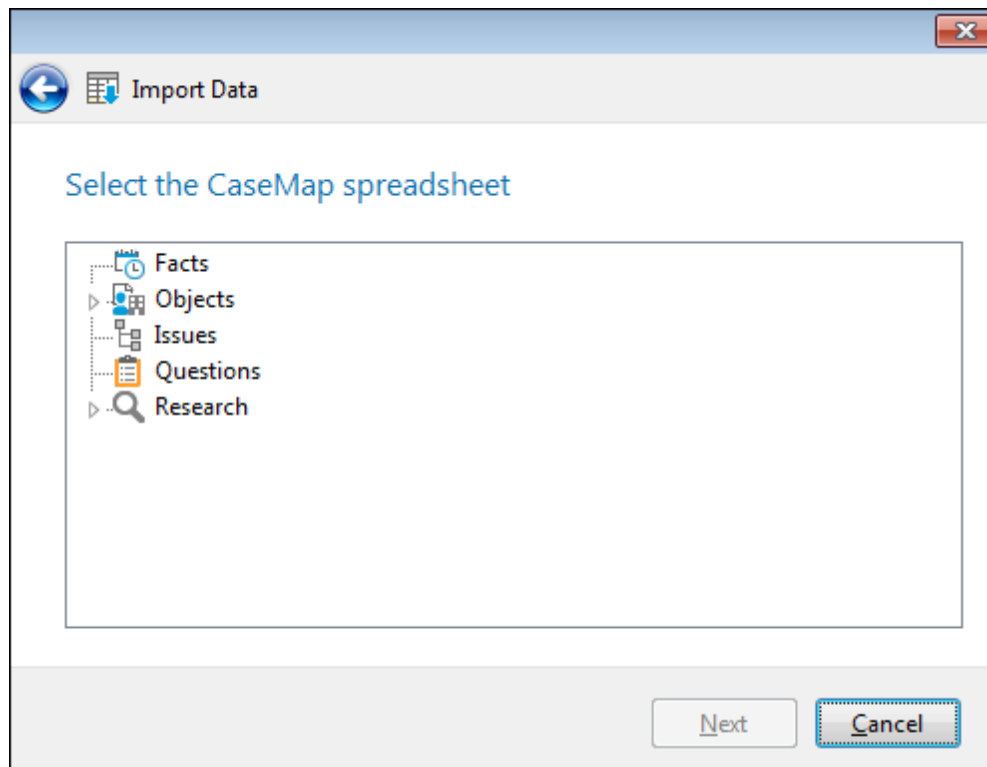 Import Data
Select the CaseMap spreadsheet
Facts
Objects
Issues
Questions
Research
Next
Cancel